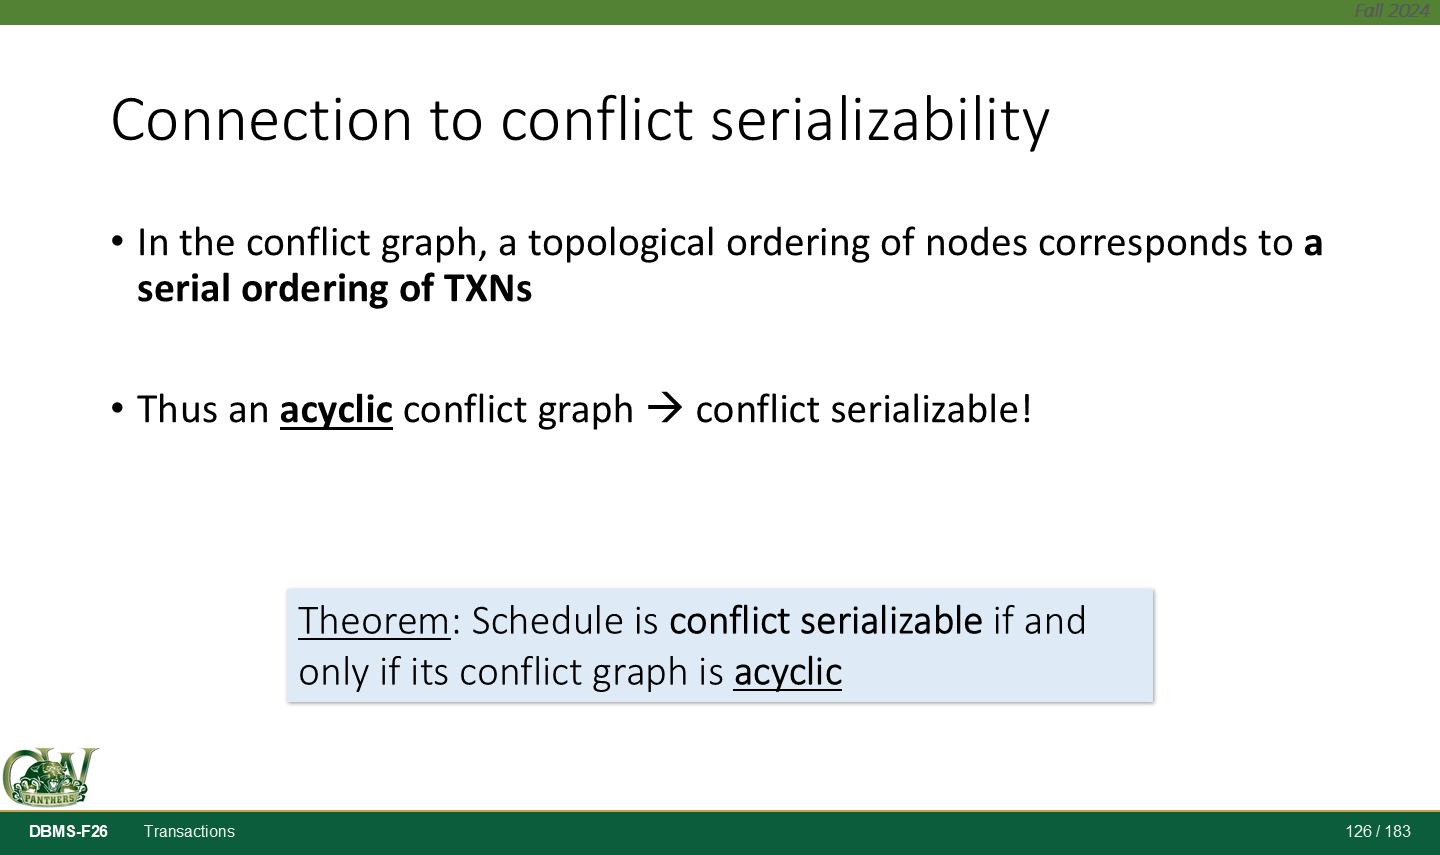 Fall 2024
Connection to conflict serializability
• In the conflict graph, a topological ordering of nodes corresponds to a
serial ordering of TXNs
• Thus an acyclic conflict graph → conflict serializable!
Theorem: Schedule is conflict serializable if and
only if its conflict graph is acyclic
OW
PANTHERS
DBMS-F26 Transactions 126 / 183